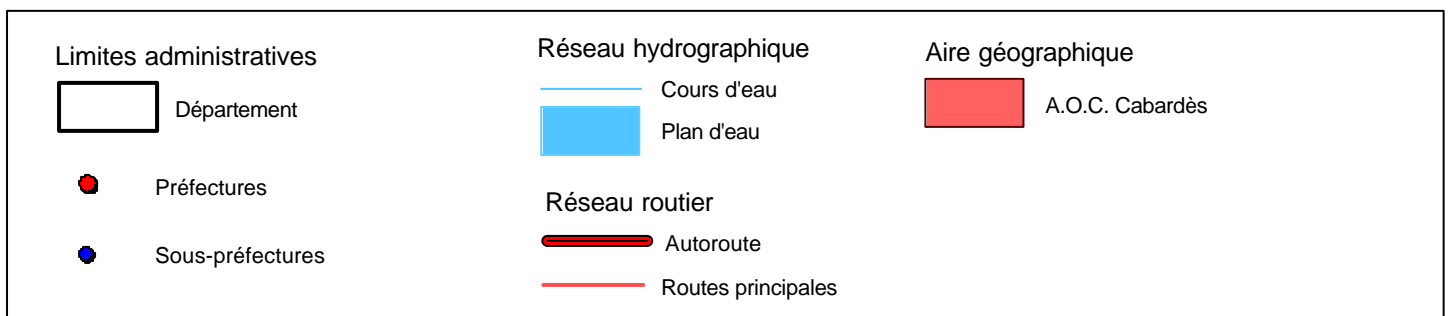 Limites administratives
Département
Préfectures
Sous-préfectures
Réseau hydrographique
Cours d'eau
Plan d'eau
Réseau routier
Autoroute
Routes principales
Aire géographique
A.O.C. Cabardès